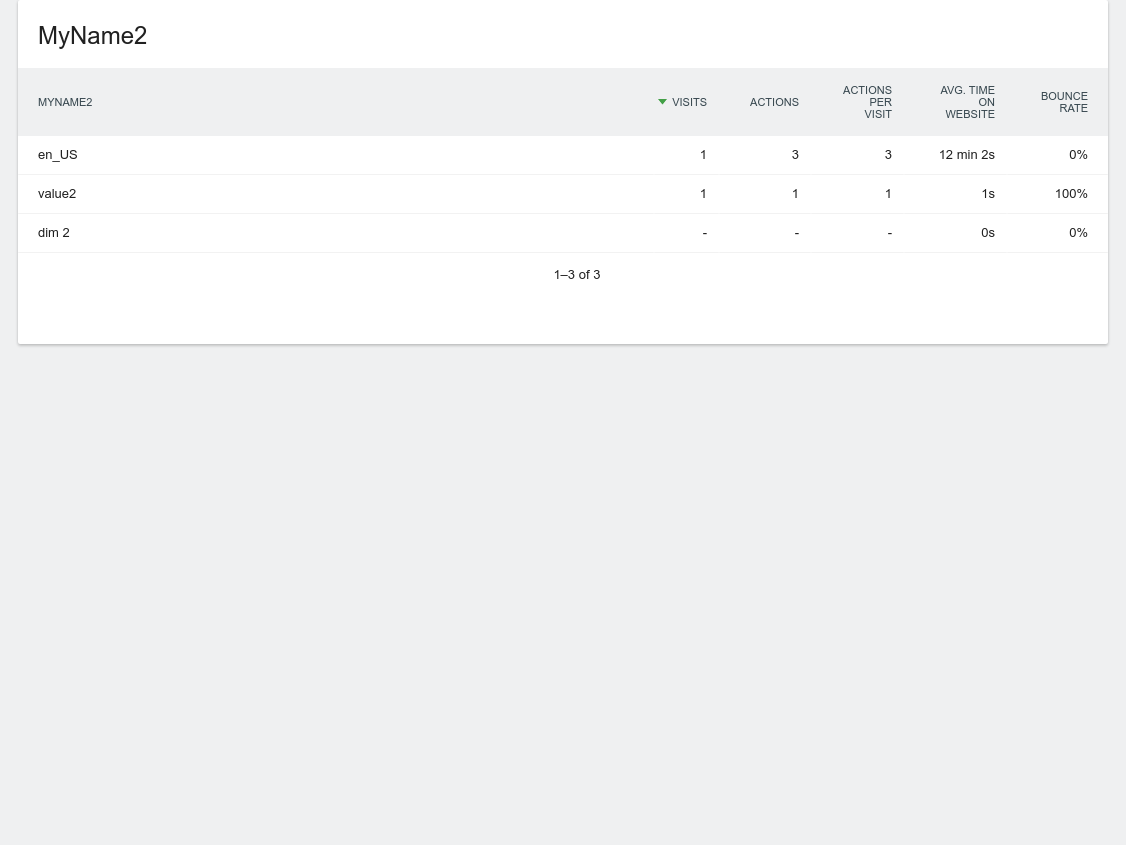 MyName2
MYNAME2 VISITS ACTIONS ACTIONS PER VISIT AVG. TIME ON WEBSITE BOUNCE RATE
en_US 1 3 3 12 min 2s 0%
value2 1 1 1 1s 100%
dim 2 - - - 0s 0%
1–3 of 3